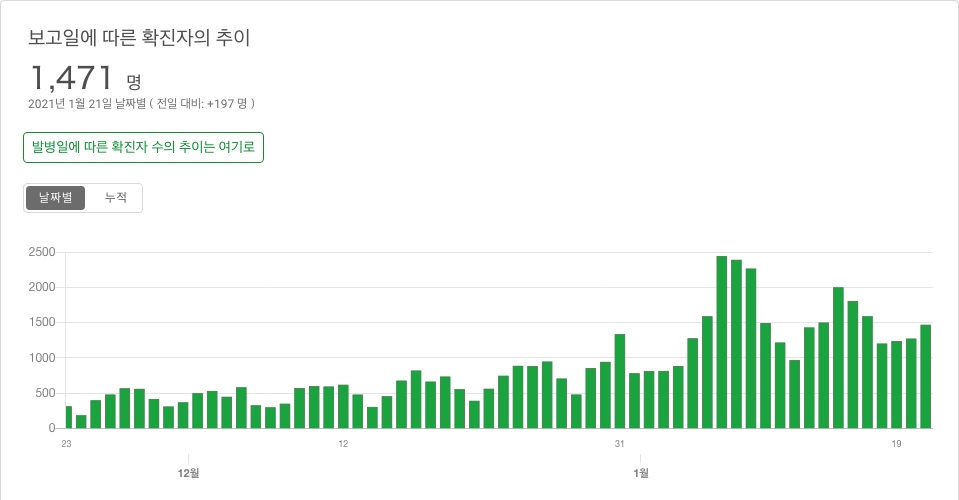 보고일에 따른 확진자의 추이
1,471 명
2021년 1월 21일 날짜별 ( 전일 대비: +197 명 )
발병일에 따른 확진자 수의 추이는 여기로
날짜별 누적
2500
2000
1500
1000
500
0
23 12 31 19
12월 1월